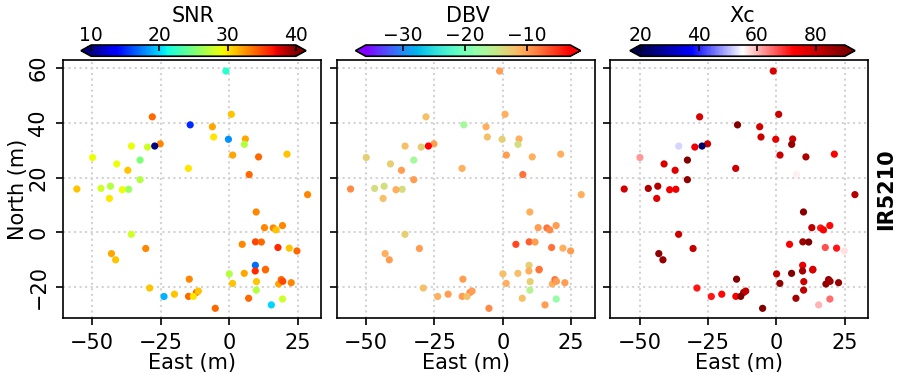 SNR DBV Xc
10 20 30 40 −30 −20 −10 20 40 60 80
60
40
20
0
−20
North (m)
IR5210
−50 −25 0 25 −50 −25 0 25 −50 −25 0 25
East (m) East (m) East (m)